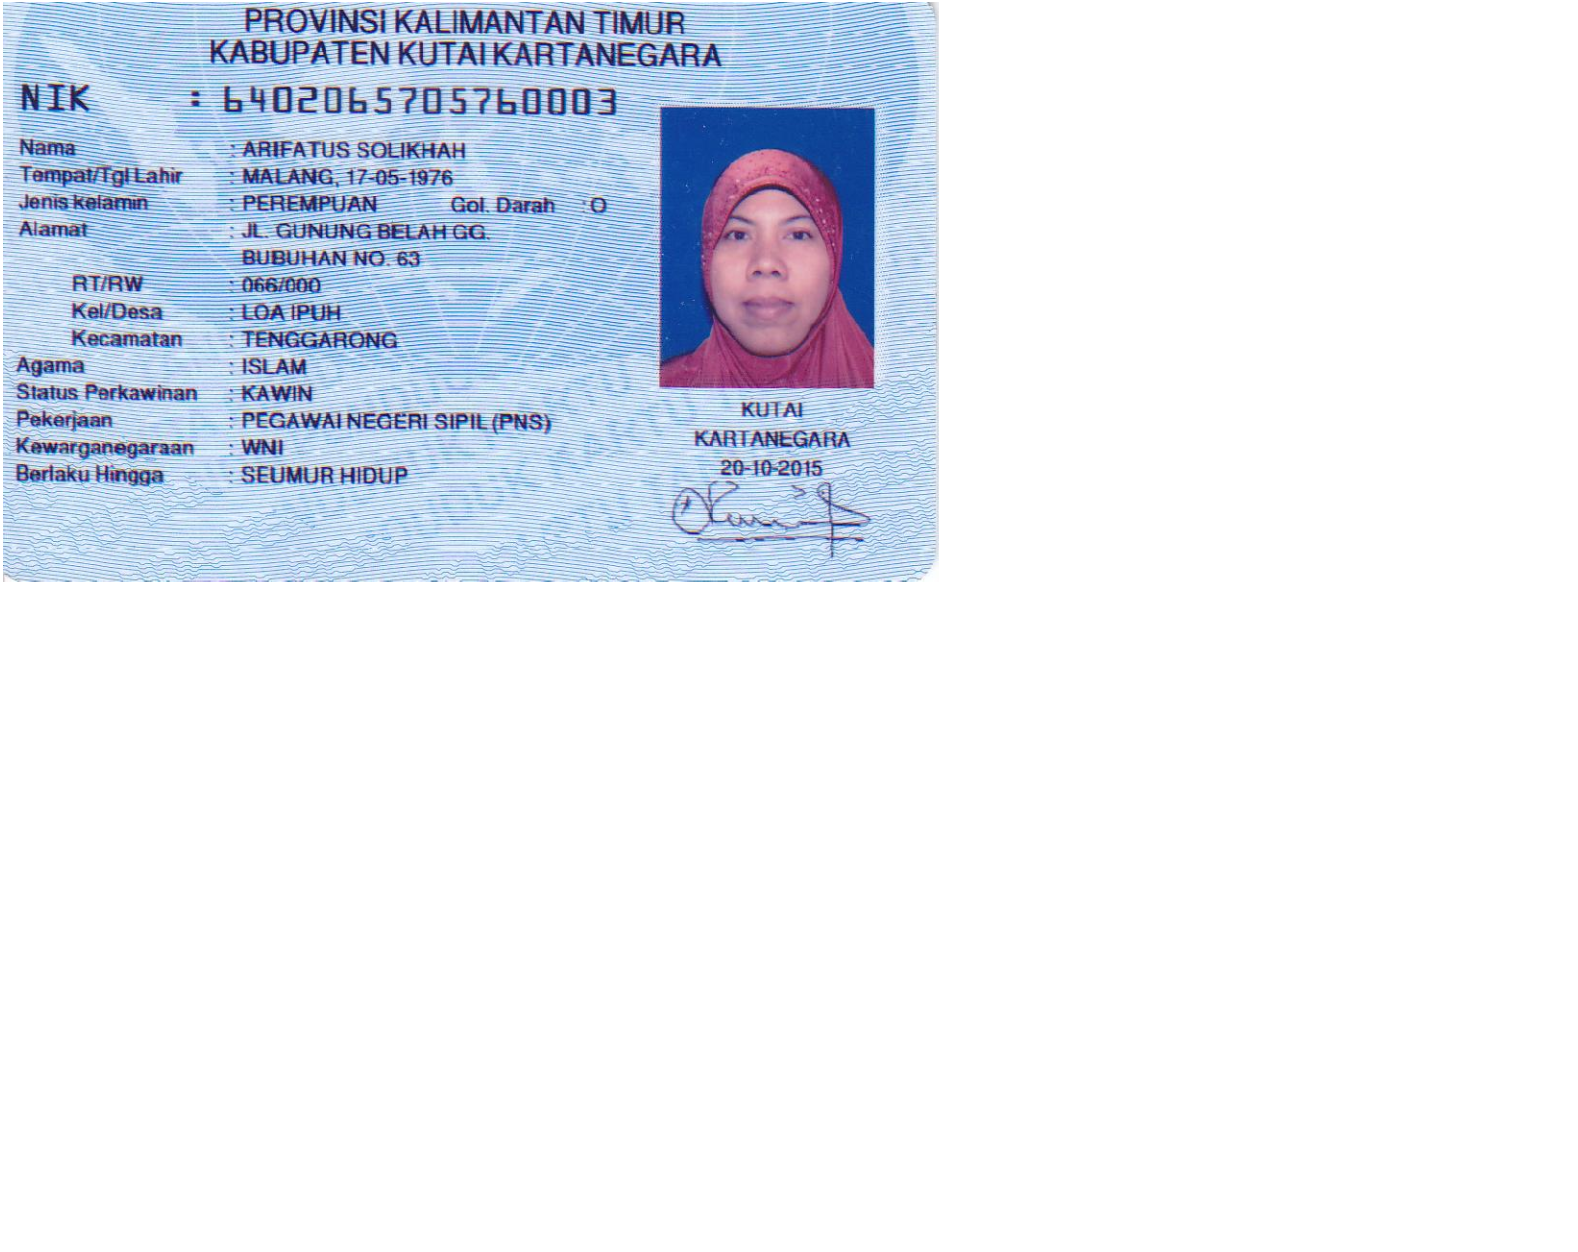 PROVINSI KALIMANTAN TIMUR
KABUPATEN KUTAI KARTANEGARA
NIK : 6402065705760003
Nama : ARIFATUS SOLIKHAH
Tempat/Tgl Lahir : MALANG, 17-05-1976
Jenis kelamin : PEREMPUAN Gol. Darah : O
Alamat : JL. GUNUNG BELAH GG.
BUBUHAN NO. 63
RT/RW : 066/000
Kel/Desa : LOA IPUH
Kecamatan : TENGGARONG
Agama : ISLAM
Status Perkawinan : KAWIN
Pekerjaan : PEGAWAI NEGERI SIPIL (PNS)
Kewarganegaraan : WNI
Berlaku Hingga : SEUMUR HIDUP
KUTAI
KARTANEGARA
20-10-2015